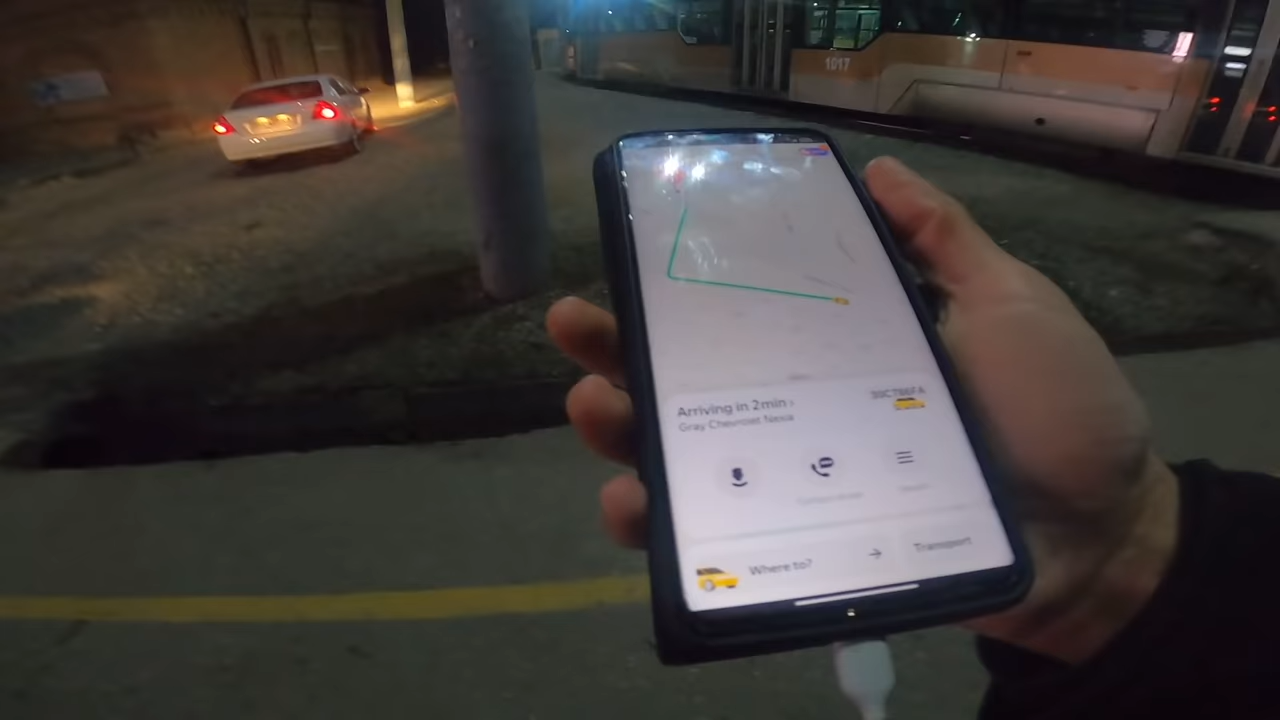 1017
Arriving in 2min ›
Gray Chevrolet Nexia
Where to?
Transport